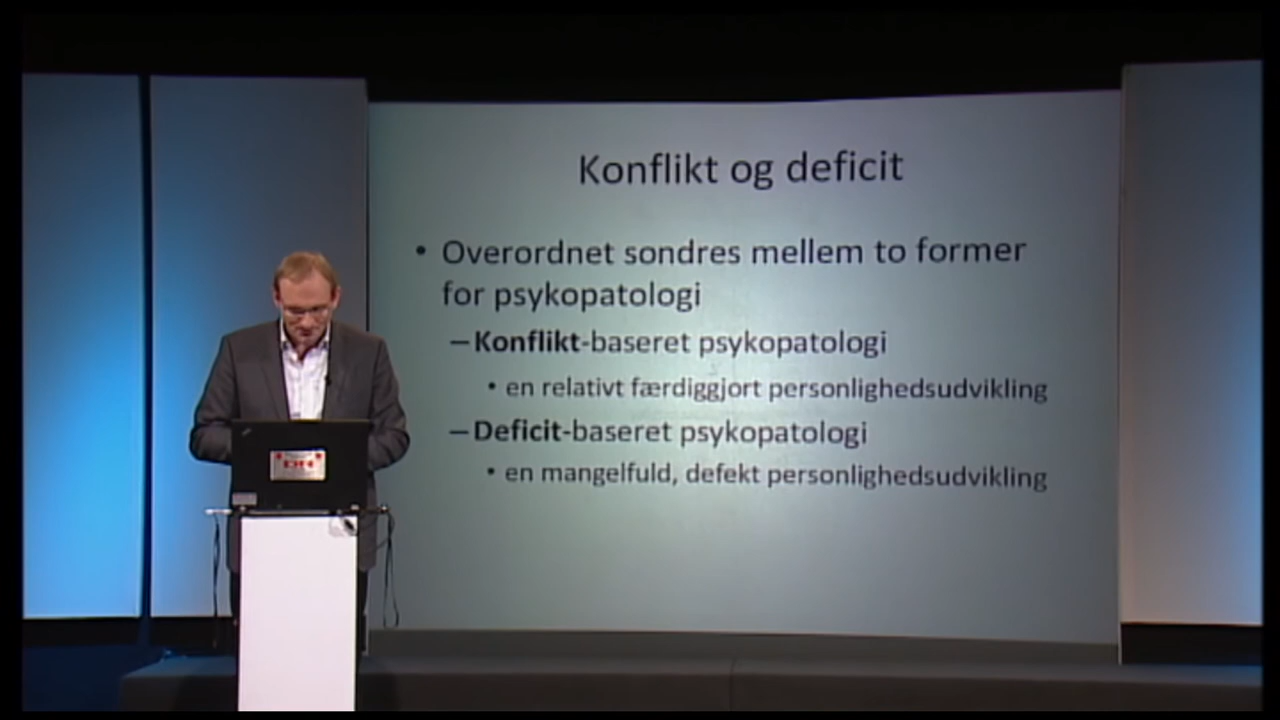 Konflikt og deficit
• Overordnet sondres mellem to former
for psykopatologi
– Konflikt-baseret psykopatologi
• en relativt færdiggjort personlighedsudvikling
– Deficit-baseret psykopatologi
• en mangelfuld, defekt personlighedsudvikling